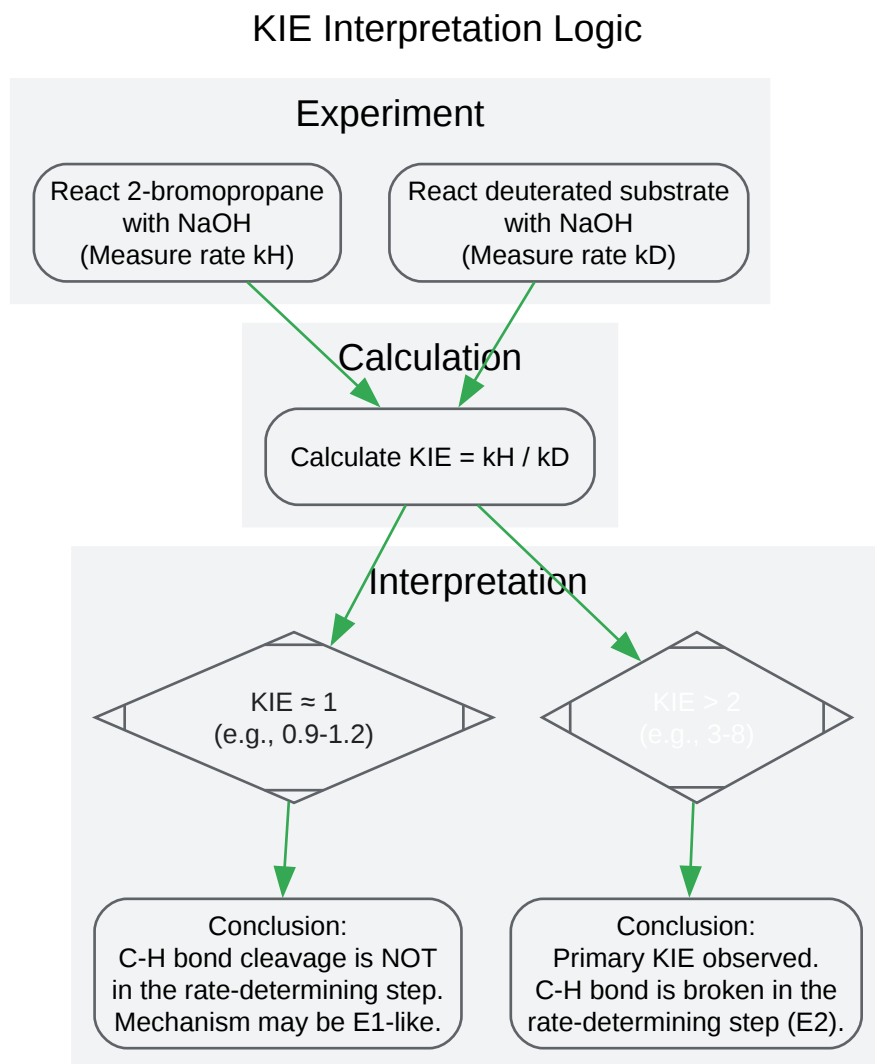 KIE Interpretation Logic
Experiment
React 2-bromopropane
with NaOH
(Measure rate kH)
React deuterated substrate
with NaOH
(Measure rate kD)
Calculation
Calculate KIE = kH / kD
Interpretation
KIE ≈ 1
(e.g., 0.9-1.2)
KIE > 2
(e.g., 3-8)
Conclusion:
C-H bond cleavage is NOT
in the rate-determining step.
Mechanism may be E1-like.
Conclusion:
Primary KIE observed.
C-H bond is broken in the
rate-determining step (E2).